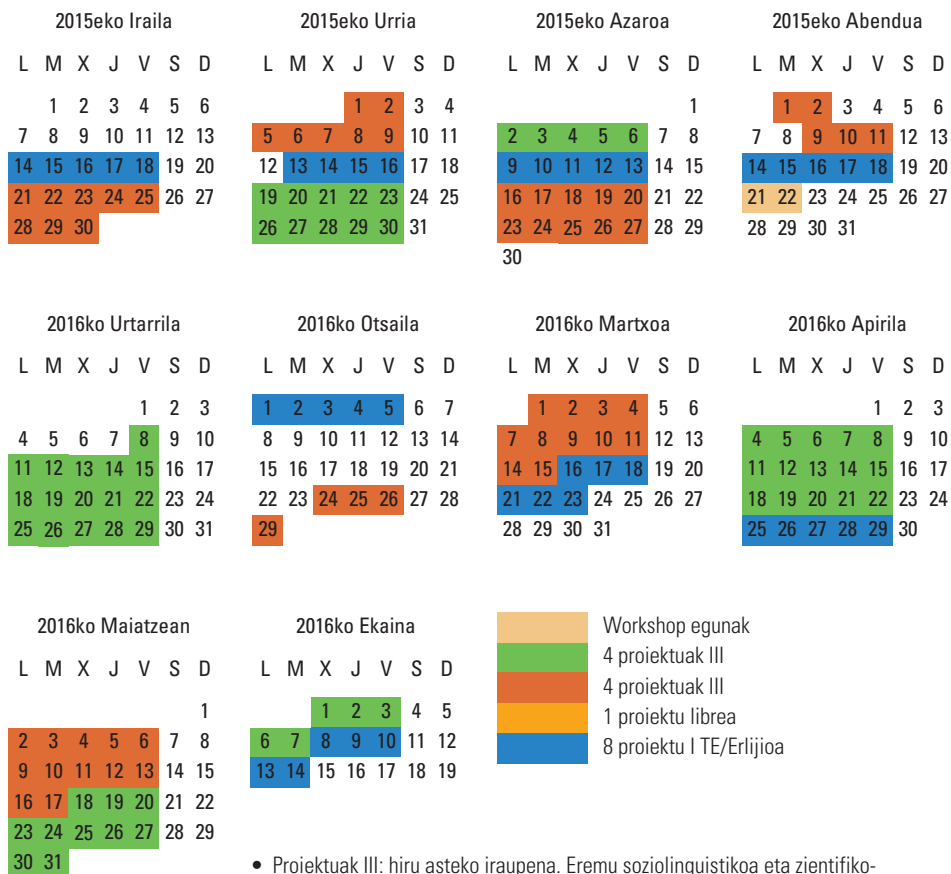 2015eko Iraila
L M X J V S D
1 2 3 4 5 6
7 8 9 10 11 12 13
14 15 16 17 18 19 20
21 22 23 24 25 26 27
28 29 30
2015eko Urria
L M X J V S D
1 2 3 4
5 6 7 8 9 10 11
12 13 14 15 16 17 18
19 20 21 22 23 24 25
26 27 28 29 30 31
2015eko Azaroa
L M X J V S D
1
2 3 4 5 6 7 8
9 10 11 12 13 14 15
16 17 18 19 20 21 22
23 24 25 26 27 28 29
30
2015eko Abendua
L M X J V S D
1 2 3 4 5 6
7 8 9 10 11 12 13
14 15 16 17 18 19 20
21 22 23 24 25 26 27
28 29 30 31
2016ko Urtarrila
L M X J V S D
1 2 3
4 5 6 7 8 9 10
11 12 13 14 15 16 17
18 19 20 21 22 23 24
25 26 27 28 29 30 31
2016ko Otsaila
L M X J V S D
1 2 3 4 5 6 7
8 9 10 11 12 13 14
15 16 17 18 19 20 21
22 23 24 25 26 27 28
29
2016ko Martxoa
L M X J V S D
1 2 3 4 5 6
7 8 9 10 11 12 13
14 15 16 17 18 19 20
21 22 23 24 25 26 27
28 29 30 31
2016ko Apirila
L M X J V S D
1 2 3
4 5 6 7 8 9 10
11 12 13 14 15 16 17
18 19 20 21 22 23 24
25 26 27 28 29 30
2016ko Maiatzean
L M X J V S D
1
2 3 4 5 6 7 8
9 10 11 12 13 14 15
16 17 18 19 20 21 22
23 24 25 26 27 28 29
30 31
2016ko Ekaina
L M X J V S D
1 2 3 4 5
6 7 8 9 10 11 12
13 14 15 16 17 18 19
Workshop egunak
4 proiektuak III
4 proiektuak III
1 proiektu librea
8 proiektu I TE/Erlijioa
• Proiektuak III: hiru asteko iraupena. Eremu soziolinguistikoa eta zientifiko-